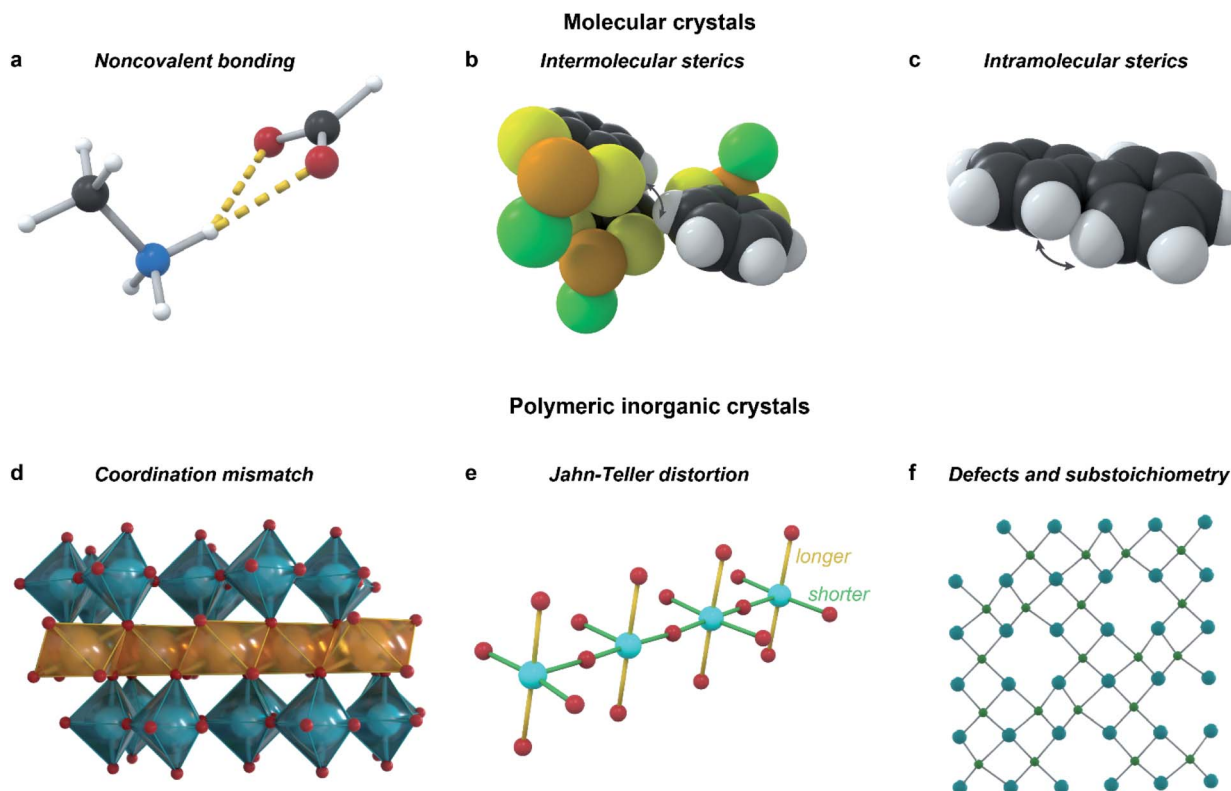 Molecular crystals
a
Noncovalent bonding
b
Intermolecular sterics
c
Intramolecular sterics
Polymeric inorganic crystals
d
Coordination mismatch
e
Jahn-Teller distortion
longer
shorter
f
Defects and substoichiometry